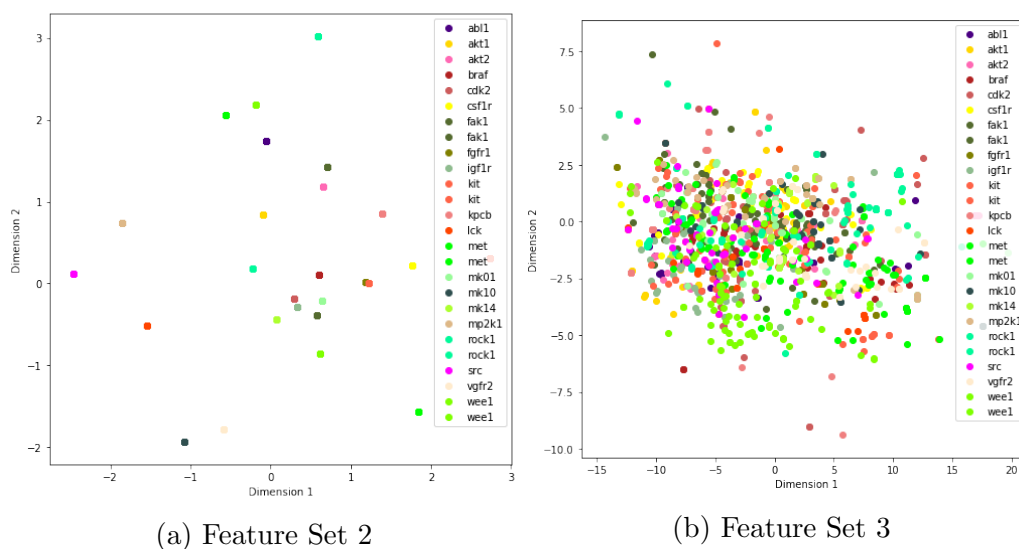 3
2
1
0
−1
−2
Dimension 2
−2
−1
0
1
2
3
Dimension 1
abl1
akt1
akt2
braf
cdk2
csf1r
fak1
fak1
fgfr1
igf1r
kit
kit
kpcb
lck
met
met
mk01
mk10
mk14
mp2k1
rock1
rock1
src
vgfr2
wee1
wee1
(a) Feature Set 2
7.5
5.0
2.5
0.0
−2.5
−5.0
−7.5
−10.0
Dimension 2
−15
−10
−5
0
5
10
15
20
Dimension 1
abl1
akt1
akt2
braf
cdk2
csf1r
fak1
fak1
fgfr1
igf1r
kit
kit
kpcb
lck
met
met
mk01
mk10
mk14
mp2k1
rock1
rock1
src
vgfr2
wee1
wee1
(b) Feature Set 3